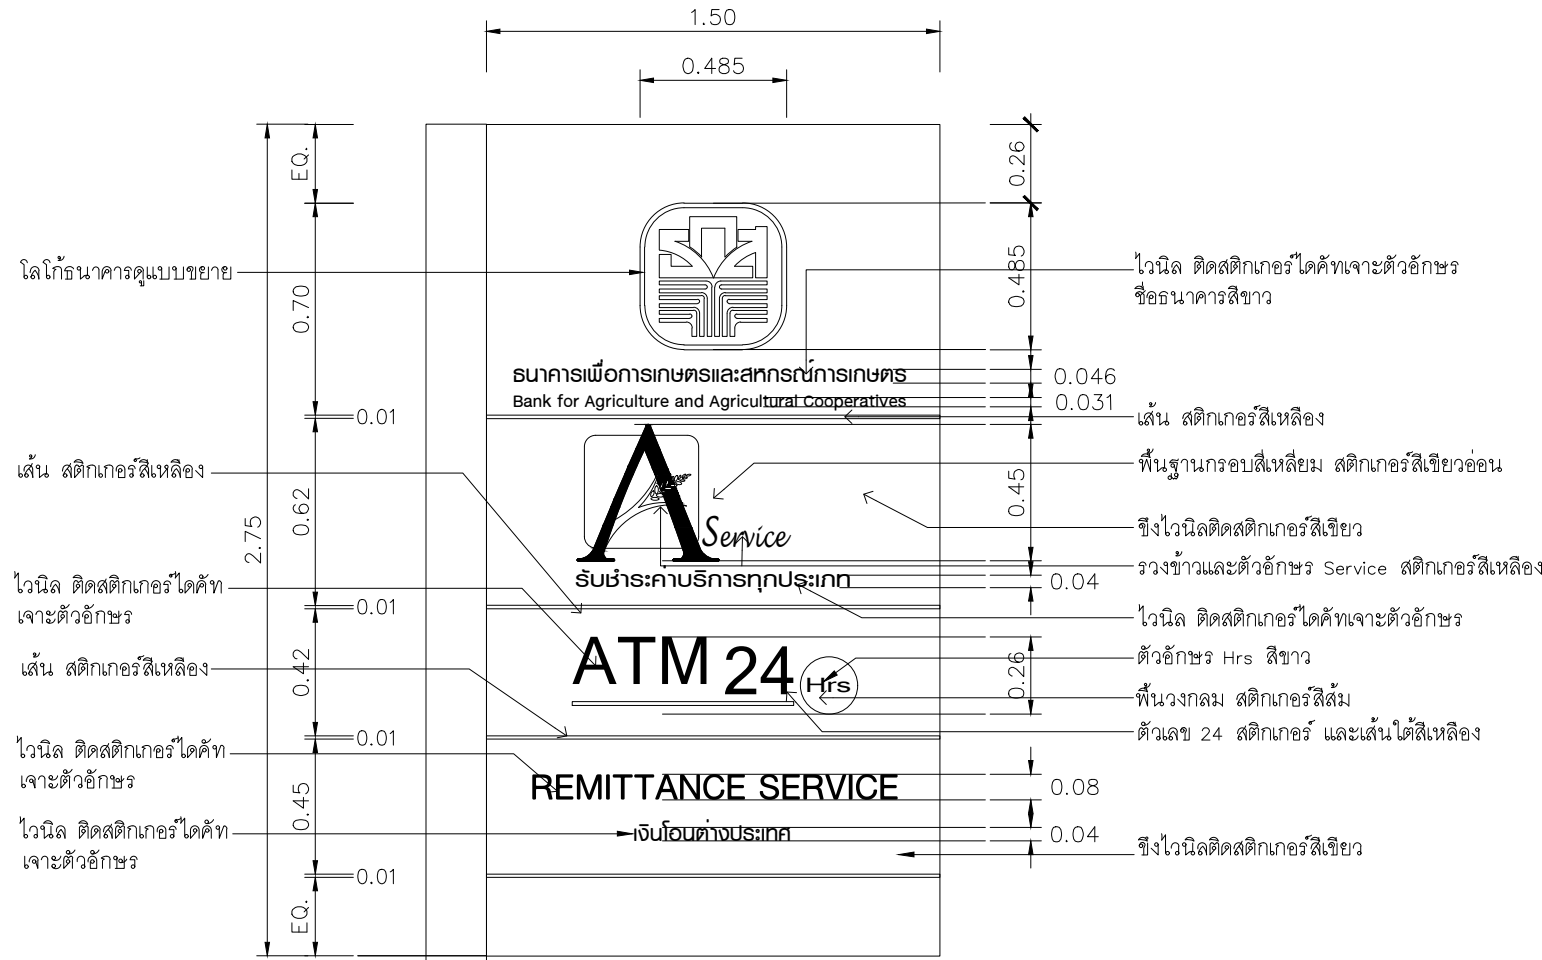 1.50
0.485
EQ.
0.26
โลโก้ธนาคารดูแบบขยาย
0.70
0.485
ไวนิล ติดสติกเกอร์ไดคัทเจาะตัวอักษร
ชื่อธนาคารสีขาว
ธนาคารเพื่อการเกษตรและสหกรณ์การเกษตร
0.046
Bank for Agriculture and Agricultural Cooperatives
0.031
0.01
เส้น สติกเกอร์สีเหลือง
เส้น สติกเกอร์สีเหลือง
พื้นฐานกรอบสี่เหลี่ยม สติกเกอร์สีเขียวอ่อน
2.75
0.62
A
Service
0.45
ขึงไวนิลติดสติกเกอร์สีเขียว
รวงข้าวและตัวอักษร Service สติกเกอร์สีเหลือง
รับชำระค่าบริการทุกประเภท
0.04
ไวนิล ติดสติกเกอร์ไดคัท
เจาะตัวอักษร
0.01
ไวนิล ติดสติกเกอร์ไดคัทเจาะตัวอักษร
เส้น สติกเกอร์สีเหลือง
0.42
ATM 24 Hrs
0.26
ตัวอักษร Hrs สีขาว
พื้นวงกลม สติกเกอร์สีส้ม
ตัวเลข 24 สติกเกอร์ และเส้นใต้สีเหลือง
0.01
ไวนิล ติดสติกเกอร์ไดคัท
เจาะตัวอักษร
0.45
REMITTANCE SERVICE
0.08
ไวนิล ติดสติกเกอร์ไดคัท
เจาะตัวอักษร
เงินโอนต่างประเทศ
0.04
ขึงไวนิลติดสติกเกอร์สีเขียว
0.01
EQ.